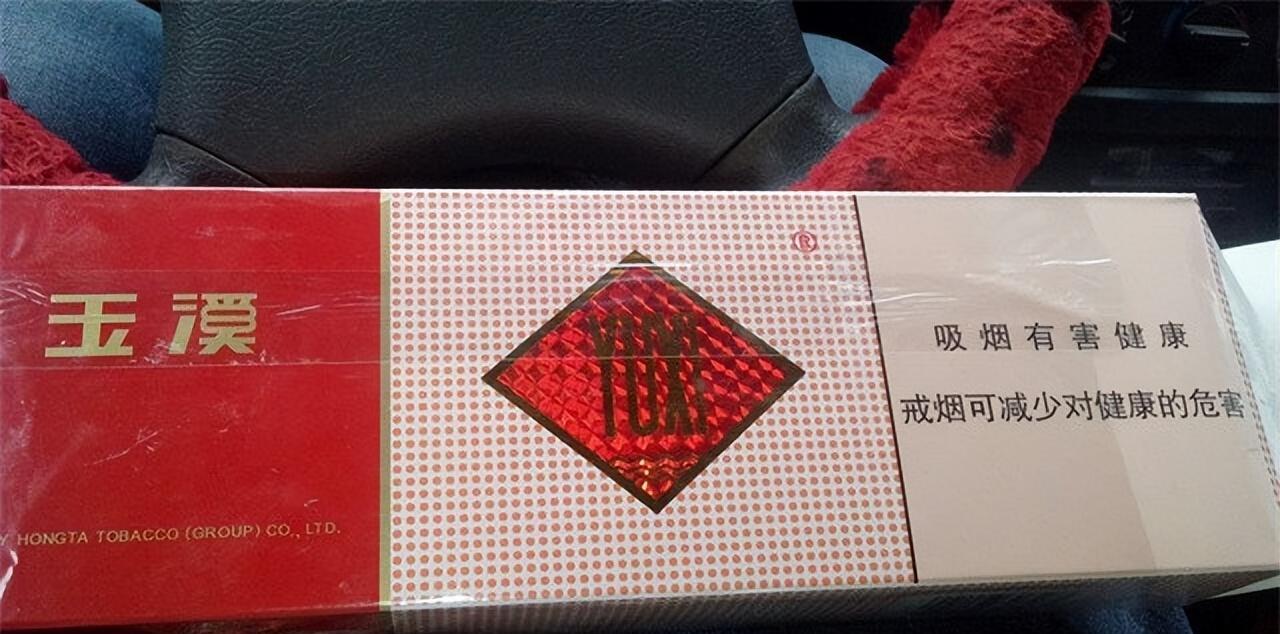 玉溪
Y HONGTA TOBACCO (GROUP) CO., LTD.
YUXI
®
吸烟有害健康
戒烟可减少对健康的危害